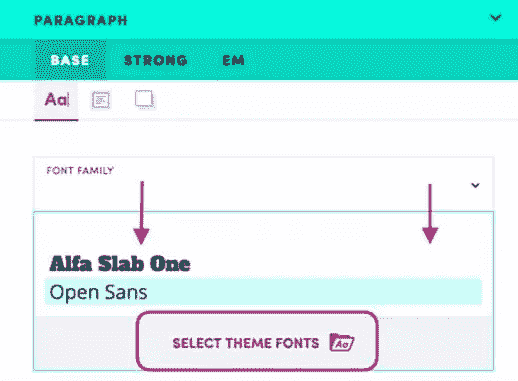 PARAGRAPH
BASE STRONG EM
Aa
FONT FAMILY
Alfa Slab One
Open Sans
SELECT THEME FONTS Aa